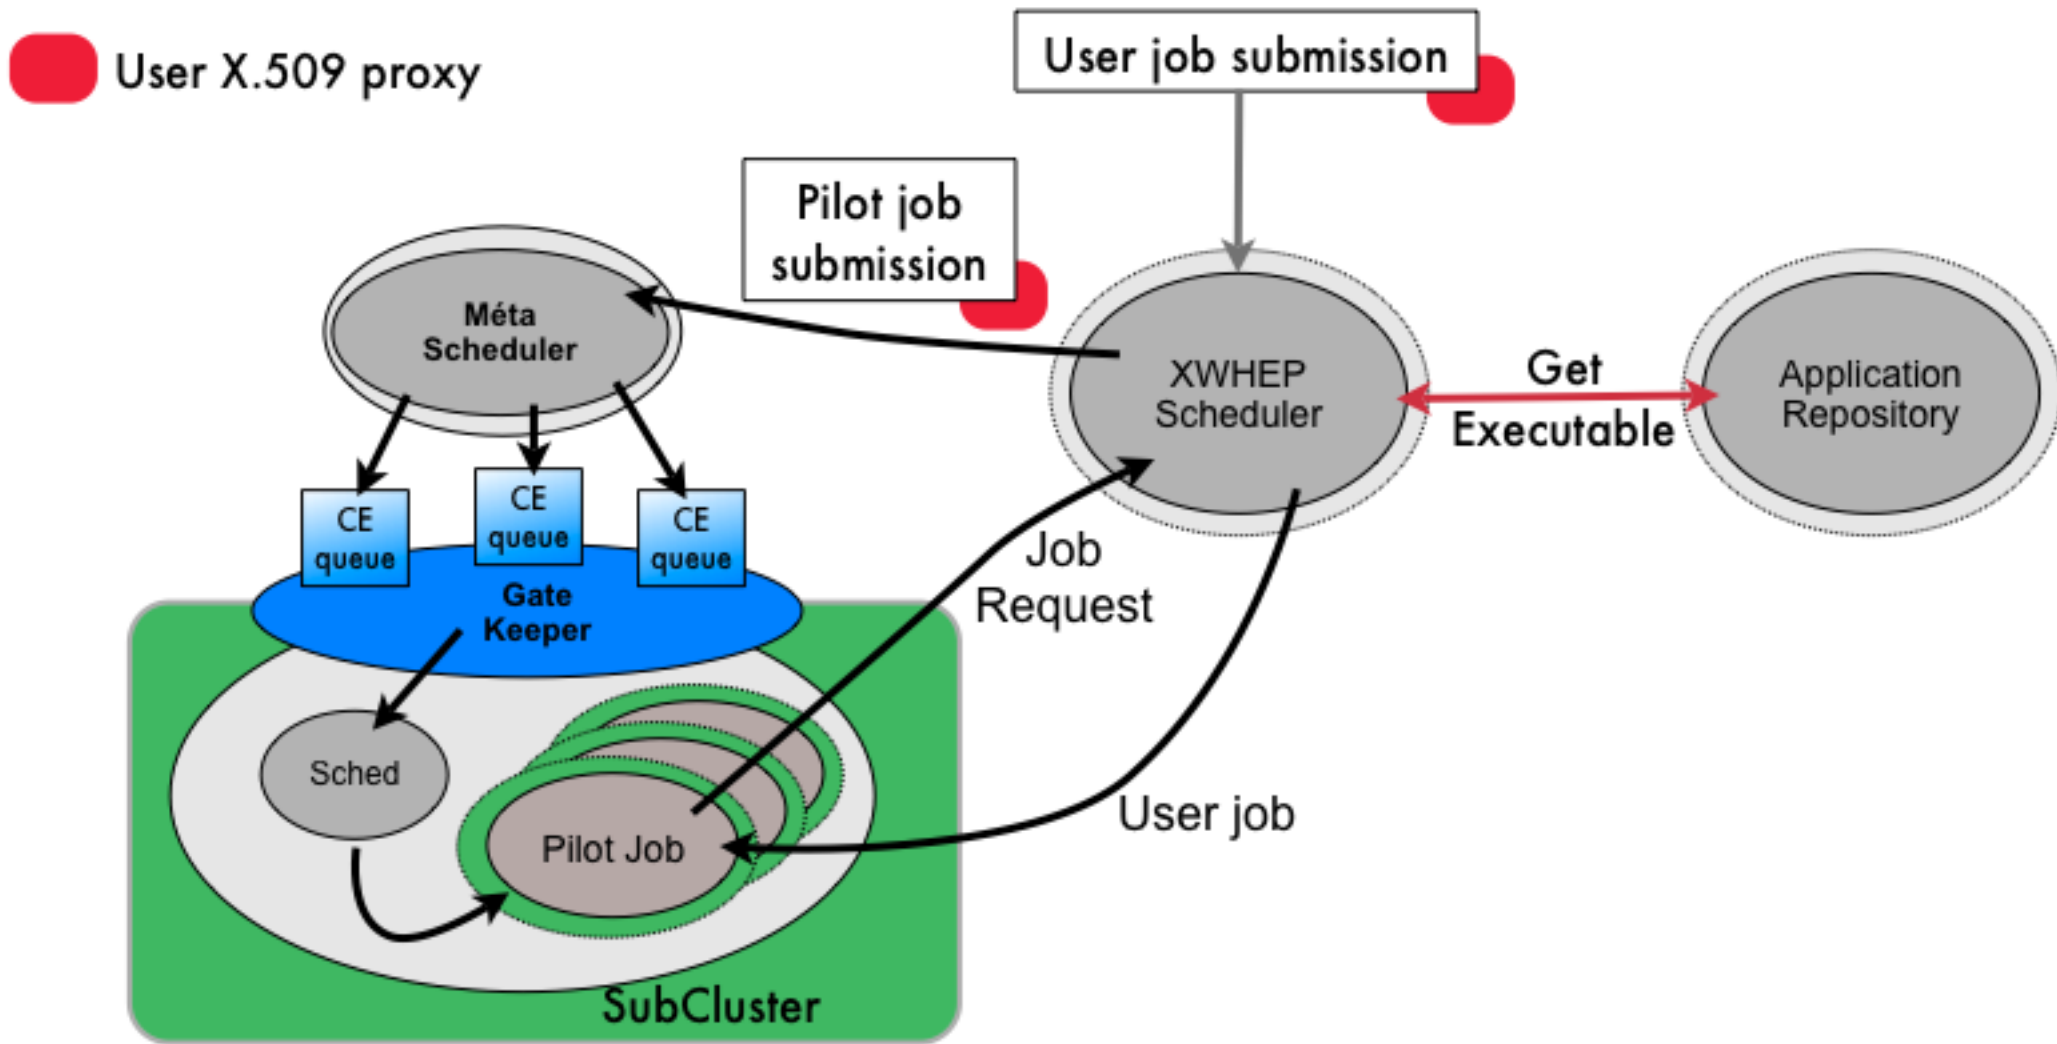 User X.509 proxy
User job submission
Pilot job
submission
Méta
Scheduler
XWHEP
Scheduler
Get
Executable
Application
Repository
CE
queue
CE
queue
CE
queue
Gate
Keeper
Job
Request
Sched
Pilot Job
User job
SubCluster